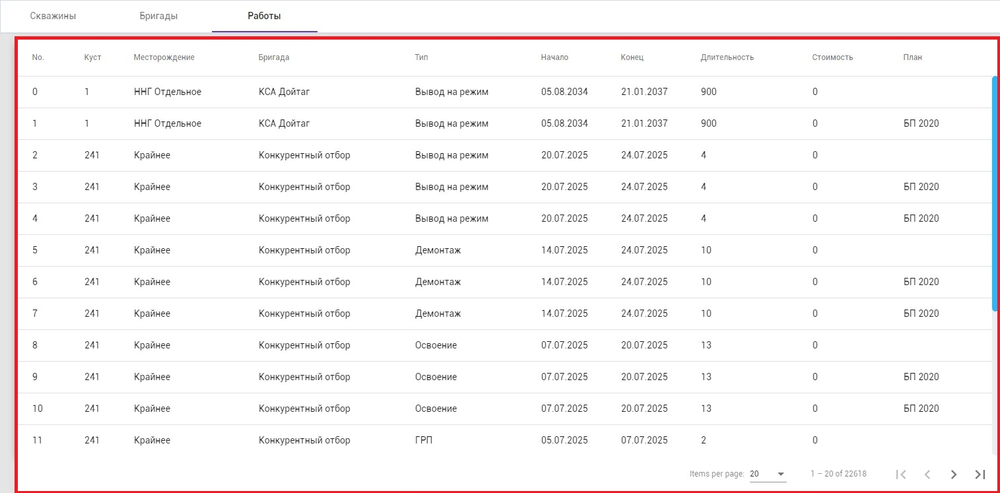 Скважины Бригады Работы
No. Куст Месторождение Бригада Тип Начало Конец Длительность Стоимость План
0 1 ННГ Отдельное КСА Дойтаг Вывод на режим 05.08.2034 21.01.2037 900 0
1 1 ННГ Отдельное КСА Дойтаг Вывод на режим 05.08.2034 21.01.2037 900 0 БП 2020
2 241 Крайнее Конкурентный отбор Вывод на режим 20.07.2025 24.07.2025 4 0
3 241 Крайнее Конкурентный отбор Вывод на режим 20.07.2025 24.07.2025 4 0 БП 2020
4 241 Крайнее Конкурентный отбор Вывод на режим 20.07.2025 24.07.2025 4 0 БП 2020
5 241 Крайнее Конкурентный отбор Демонтаж 14.07.2025 24.07.2025 10 0
6 241 Крайнее Конкурентный отбор Демонтаж 14.07.2025 24.07.2025 10 0 БП 2020
7 241 Крайнее Конкурентный отбор Демонтаж 14.07.2025 24.07.2025 10 0 БП 2020
8 241 Крайнее Конкурентный отбор Освоение 07.07.2025 20.07.2025 13 0
9 241 Крайнее Конкурентный отбор Освоение 07.07.2025 20.07.2025 13 0 БП 2020
10 241 Крайнее Конкурентный отбор Освоение 07.07.2025 20.07.2025 13 0 БП 2020
11 241 Крайнее Конкурентный отбор ГРП 05.07.2025 07.07.2025 2 0
Items per page: 20 1 – 20 of 22618